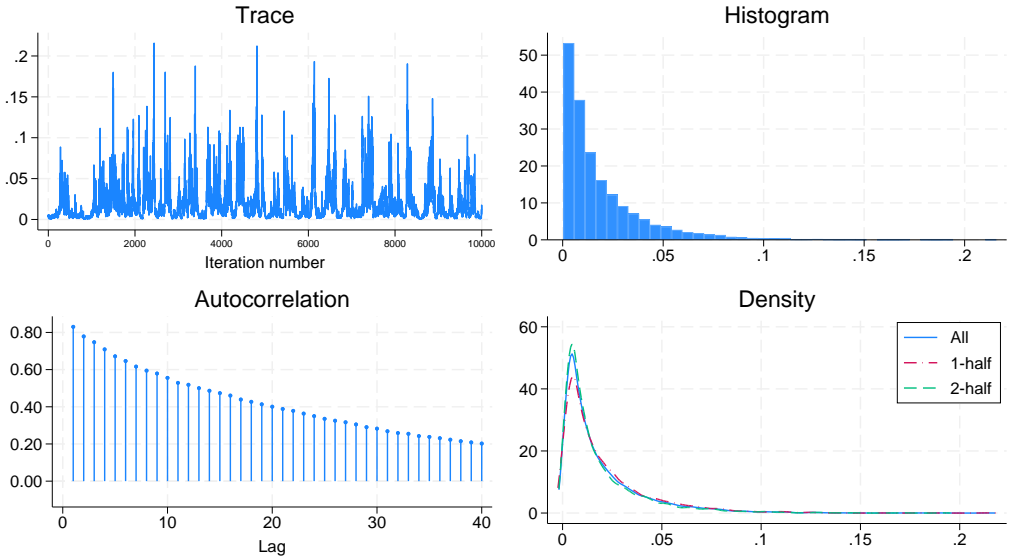 Trace
.2
.15
.1
.05
0
0 2000 4000 6000 8000 10000
Iteration number
Histogram
50
40
30
20
10
0
0 .05 .1 .15 .2
Autocorrelation
0.80
0.60
0.40
0.20
0.00
0 10 20 30 40
Lag
Density
60
40
20
0
0 .05 .1 .15 .2
All
1-half
2-half